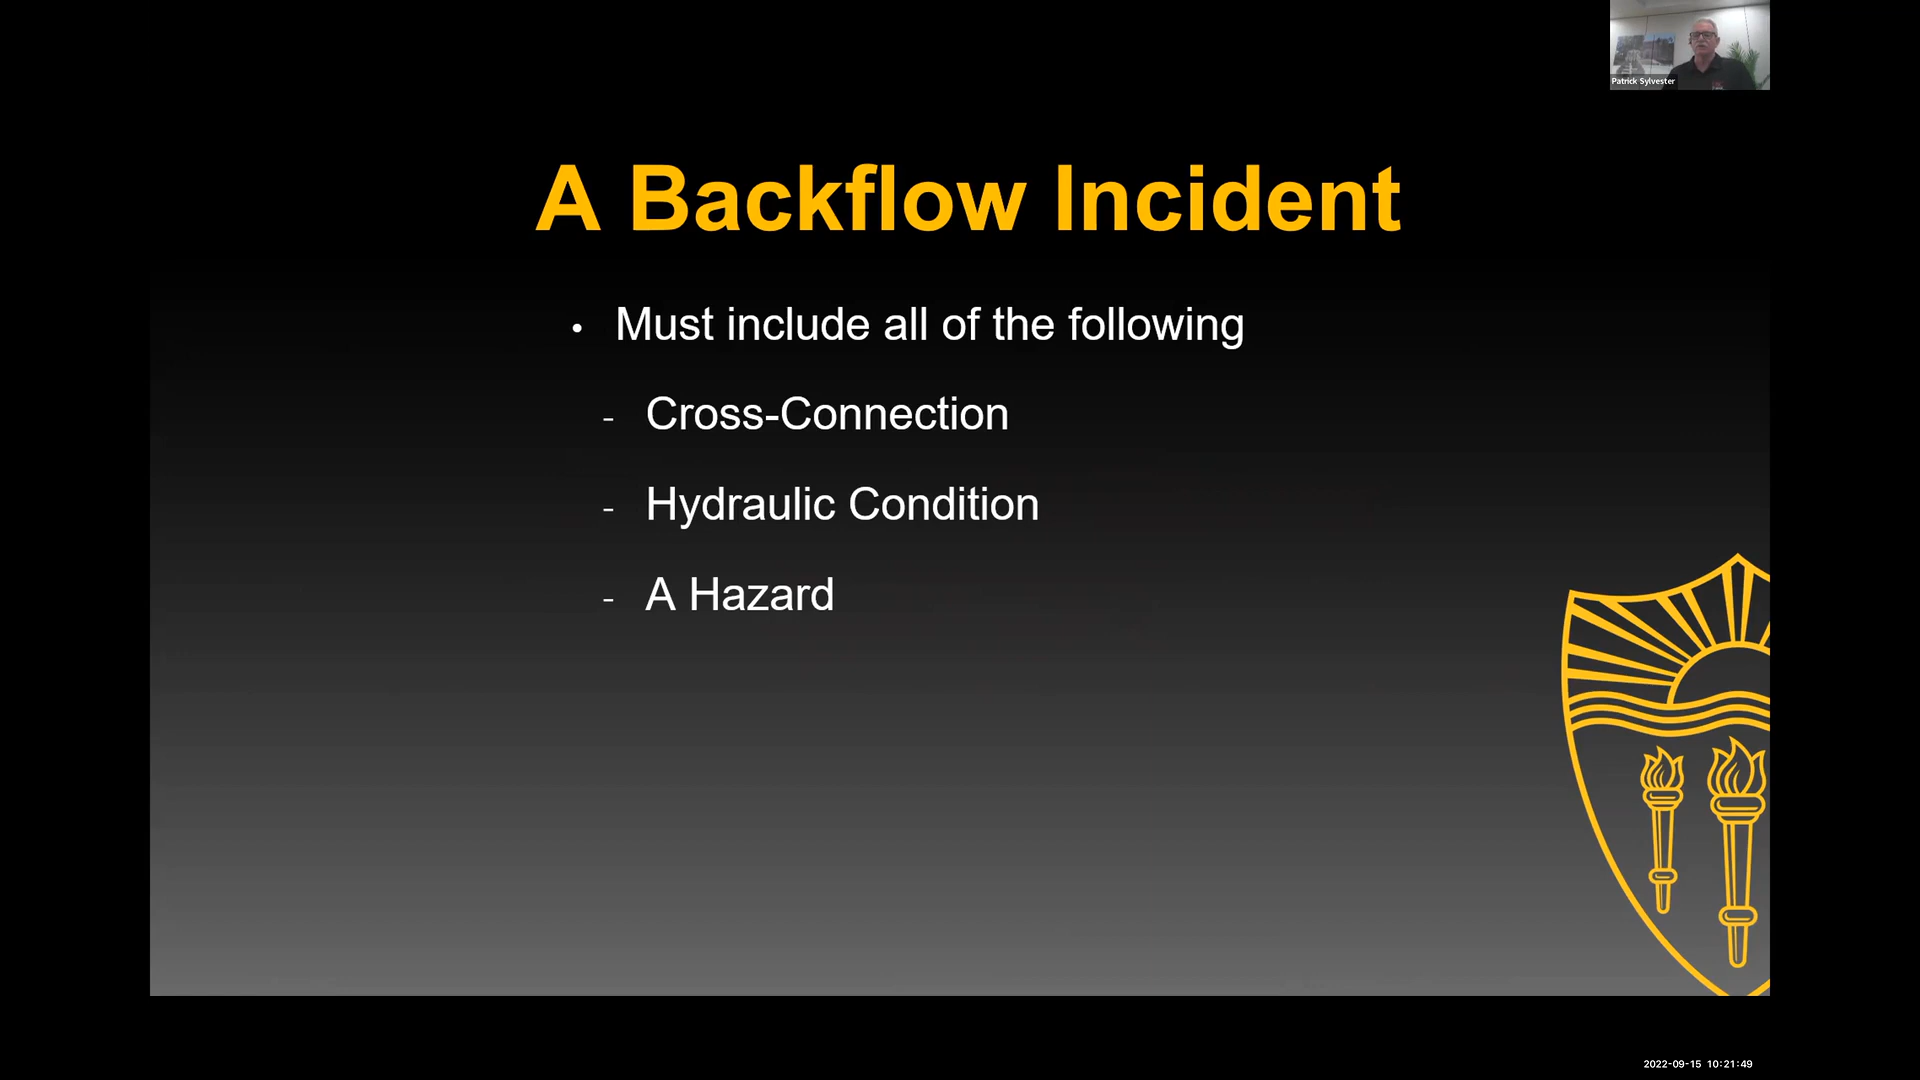 Patrick Sylvester
A Backflow Incident
• Must include all of the following
- Cross-Connection
- Hydraulic Condition
- A Hazard
2022-09-15 10:21:49